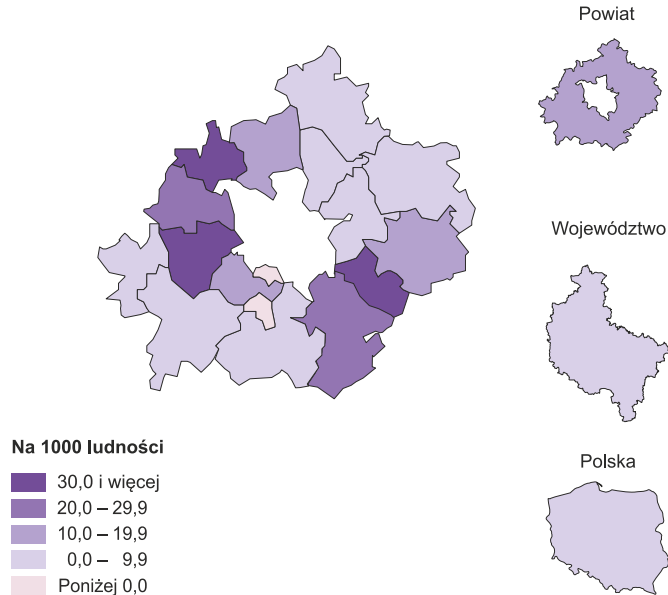 Powiat
Województwo
Polska
Na 1000 ludności
30,0 i więcej
20,0 – 29,9
10,0 – 19,9
0,0 – 9,9
Poniżej 0,0